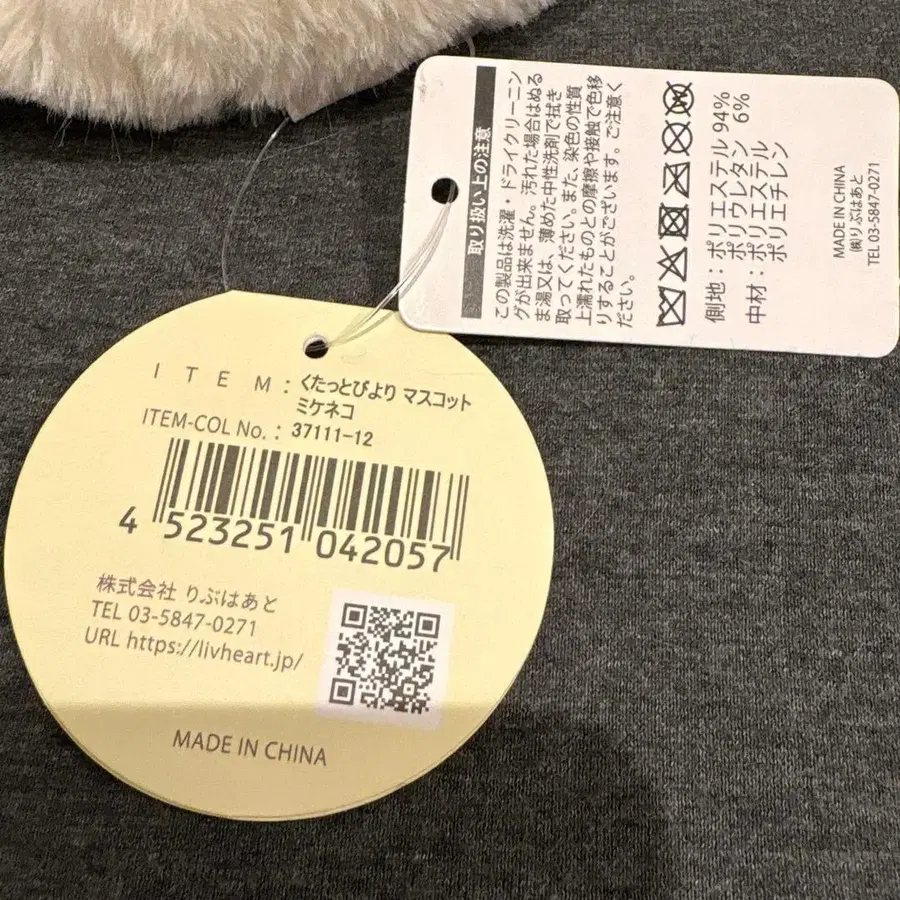 ITEM : くたっとびより マスコット
ミケネコ
ITEM-COL No. : 37111-12
4 523251 042057
株式会社 りぶはあと
TEL 03-5847-0271
URL https://livheart.jp/
MADE IN CHINA
取り扱い上の注意
この製品は洗濯・ドライクリーニン
グが出来ません。汚れた場合はぬる
ま湯又は、薄めた中性洗剤で拭き
取ってください。また、染色の性質
上濡れたものとの摩擦や接触で色移
りすることがございます。ご注意く
ださい。
側地：ポリエステル 94%
ポリウレタン 6%
中材：ポリエステル
ポリエチレン
MADE IN CHINA
㈱りぶはあと
TEL 03-5847-0271